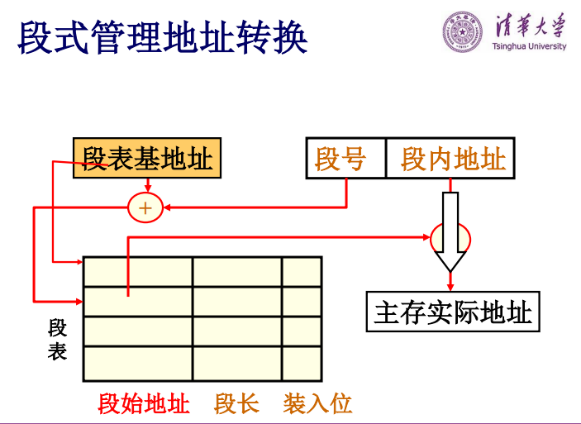 段式管理地址转换
清華大学
Tsinghua University
段表基地址
段号 段内地址
+
主存实际地址
段表
段始地址 段长 装入位